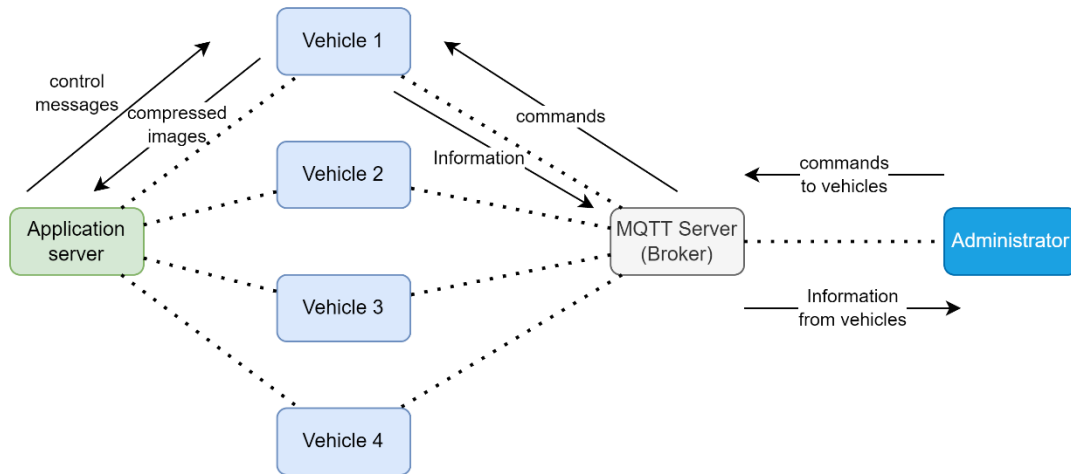 Vehicle 1
control
messages
compressed
images
commands
Information
Vehicle 2
commands
to vehicles
Application
server
MQTT Server
(Broker)
Administrator
Vehicle 3
Information
from vehicles
Vehicle 4